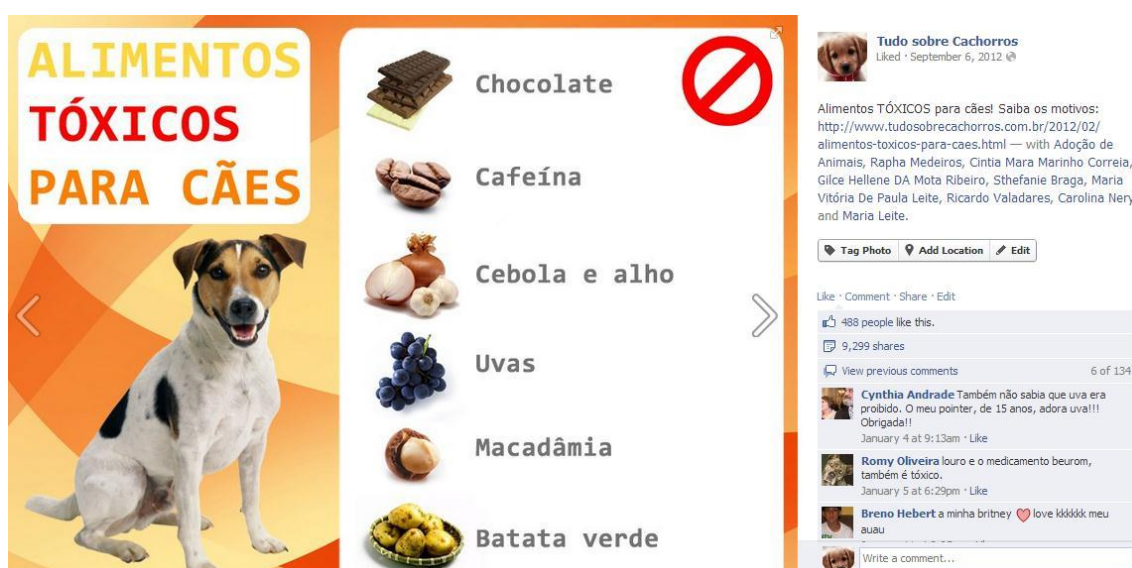 ALIMENTOS
TÓXICOS
PARA CÃES
Chocolate
Cafeína
Cebola e alho
Uvas
Macadâmia
Batata verde
Tudo sobre Cachorros
Liked · September 6, 2012
Alimentos TÓXICOS para cães! Saiba os motivos:
http://www.tudosobrecachorros.com.br/2012/02/
alimentos-toxicos-para-caes.html — with Adoção de
Animais, Rapha Medeiros, Cintia Mara Marinho Correia,
Gilce Hellene DA Mota Ribeiro, Sthefanie Braga, Maria
Vitória De Paula Leite, Ricardo Valadares, Carolina Nery
and Maria Leite.
Tag Photo Add Location Edit
Like · Comment · Share · Edit
488 people like this.
9,299 shares
View previous comments 6 of 134
Cynthia Andrade Também não sabia que uva era
proibido. O meu pointer, de 15 anos, adora uva!!!
Obrigada!!
January 4 at 9:13am · Like
Romy Oliveira louro e o medicamento beurom,
também é tóxico.
January 5 at 6:29pm · Like
Breno Hebert a minha britney love kkkkkk meu
auau
Write a comment...